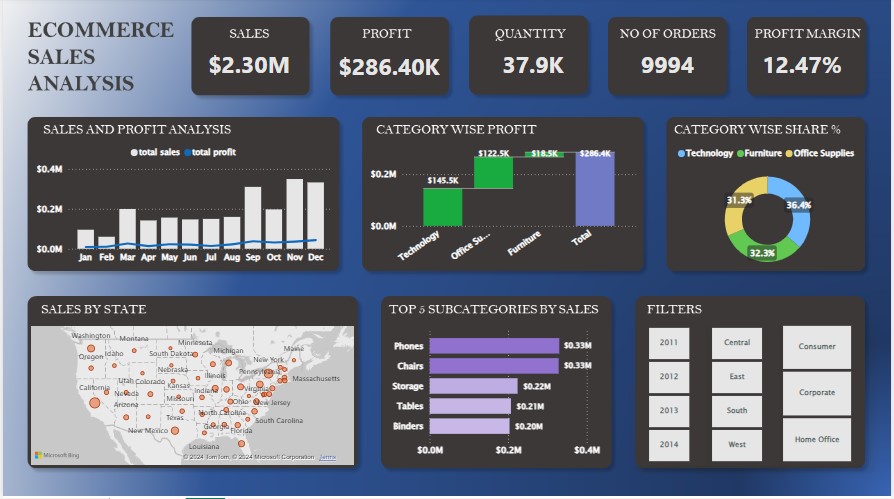 ECOMMERCE
SALES
ANALYSIS
SALES
$2.30M
PROFIT
$286.40K
QUANTITY
37.9K
NO OF ORDERS
9994
PROFIT MARGIN
12.47%
SALES AND PROFIT ANALYSIS
total sales total profit
$0.4M
$0.2M
$0.0M
Jan Feb Mar Apr May Jun Jul Aug Sep Oct Nov Dec
CATEGORY WISE PROFIT
$0.2M
$0.0M
$145.5K
$122.5K
$18.5K
$286.4K
Technology
Office Su...
Furniture
Total
CATEGORY WISE SHARE %
Technology Furniture Office Supplies
31.3%
36.4%
32.3%
SALES BY STATE
Washington
Montana
Minnesota
Maine
Oregon
Idaho
South Dakota
Michigan
New York
Nebraska
Illinois
Pennsylvania
Massachusetts
Utah
Colorado
California
Nevada
Kansas
Indiana
Virginia
Missouri
Ohio
New Jersey
Arizona
Texas
North Carolina
South Carolina
Georgia
New Mexico
Florida
Louisiana
Microsoft Bing
© 2024 TomTom, © 2024 Microsoft Corporation Terms
TOP 5 SUBCATEGORIES BY SALES
Phones $0.33M
Chairs $0.33M
Storage $0.22M
Tables $0.21M
Binders $0.20M
$0.0M $0.2M $0.4M
FILTERS
2011
2012
2013
2014
Central
East
South
West
Consumer
Corporate
Home Office